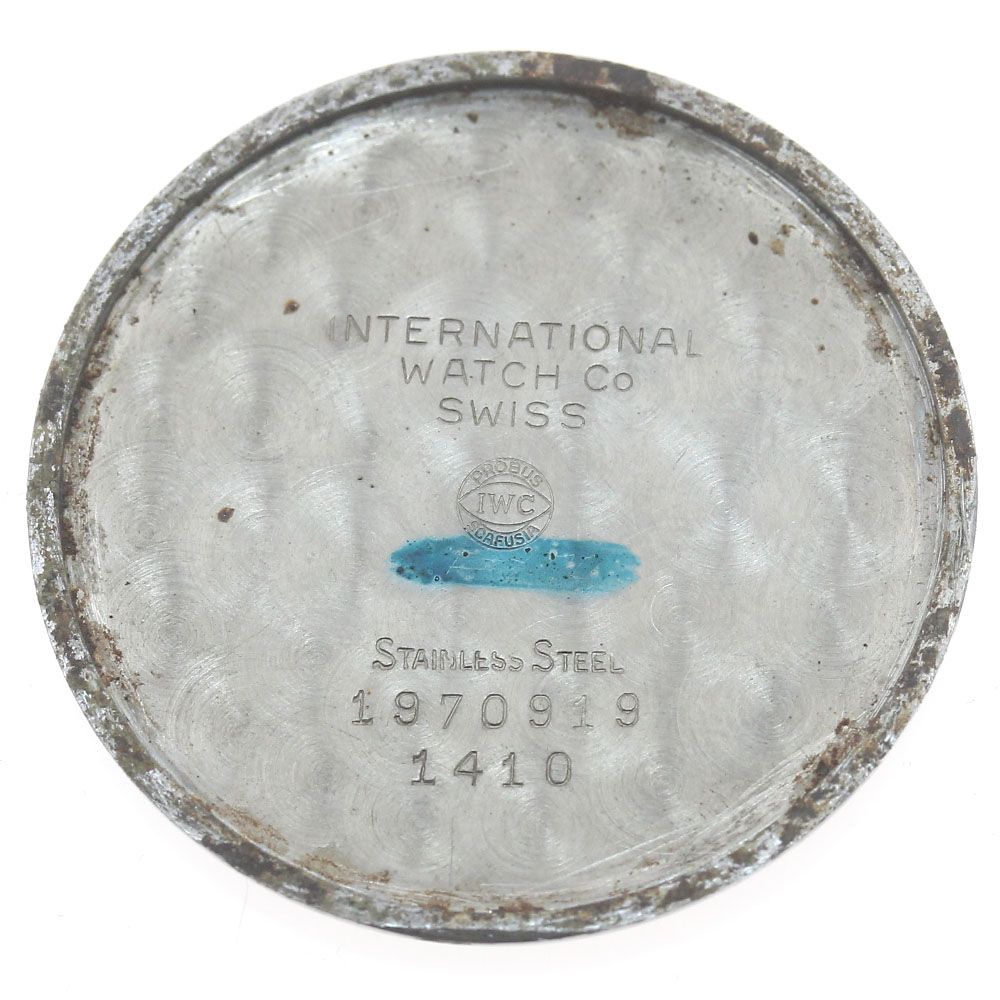 INTERNATIONAL
WATCH Co
SWISS
PROBUS
IWC
SCAFUSIA
STAINLESS STEEL
1970919
1410